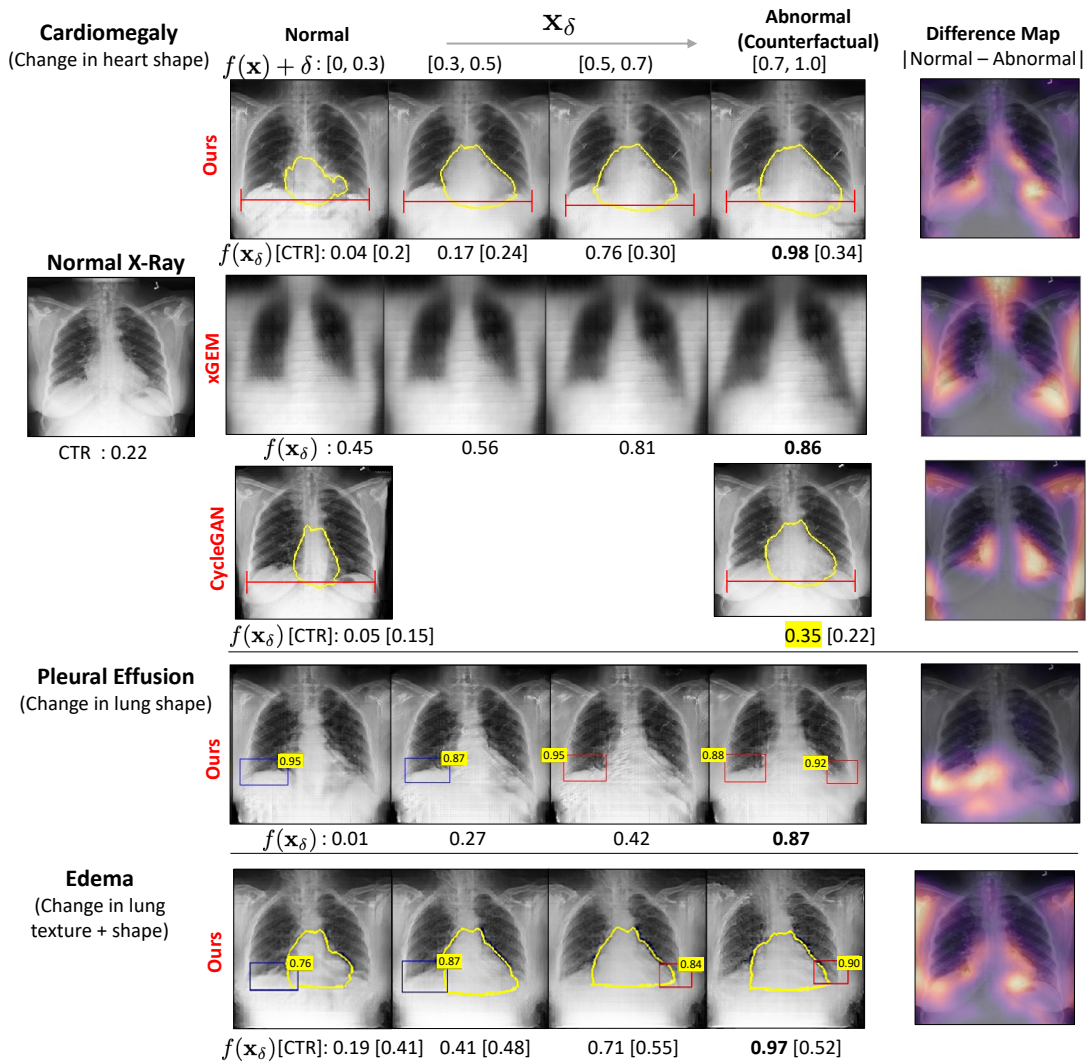 Cardiomegaly
(Change in heart shape)
Normal
𝐱_δ
Abnormal
(Counterfactual)
Difference Map
|Normal – Abnormal|
f(𝐱) + δ : [0, 0.3) [0.3, 0.5) [0.5, 0.7) [0.7, 1.0]
Ours
f(𝐱_δ)[CTR]: 0.04 [0.2] 0.17 [0.24] 0.76 [0.30] 0.98 [0.34]
Normal X-Ray
CTR : 0.22
xGEM
f(𝐱_δ) : 0.45 0.56 0.81 0.86
CycleGAN
f(𝐱_δ)[CTR]: 0.05 [0.15] 0.35 [0.22]
Pleural Effusion
(Change in lung shape)
Ours
0.95 0.87 0.95 0.88 0.92
f(𝐱_δ): 0.01 0.27 0.42 0.87
Edema
(Change in lung
texture + shape)
Ours
0.76 0.87 0.84 0.90
f(𝐱_δ)[CTR]: 0.19 [0.41] 0.41 [0.48] 0.71 [0.55] 0.97 [0.52]